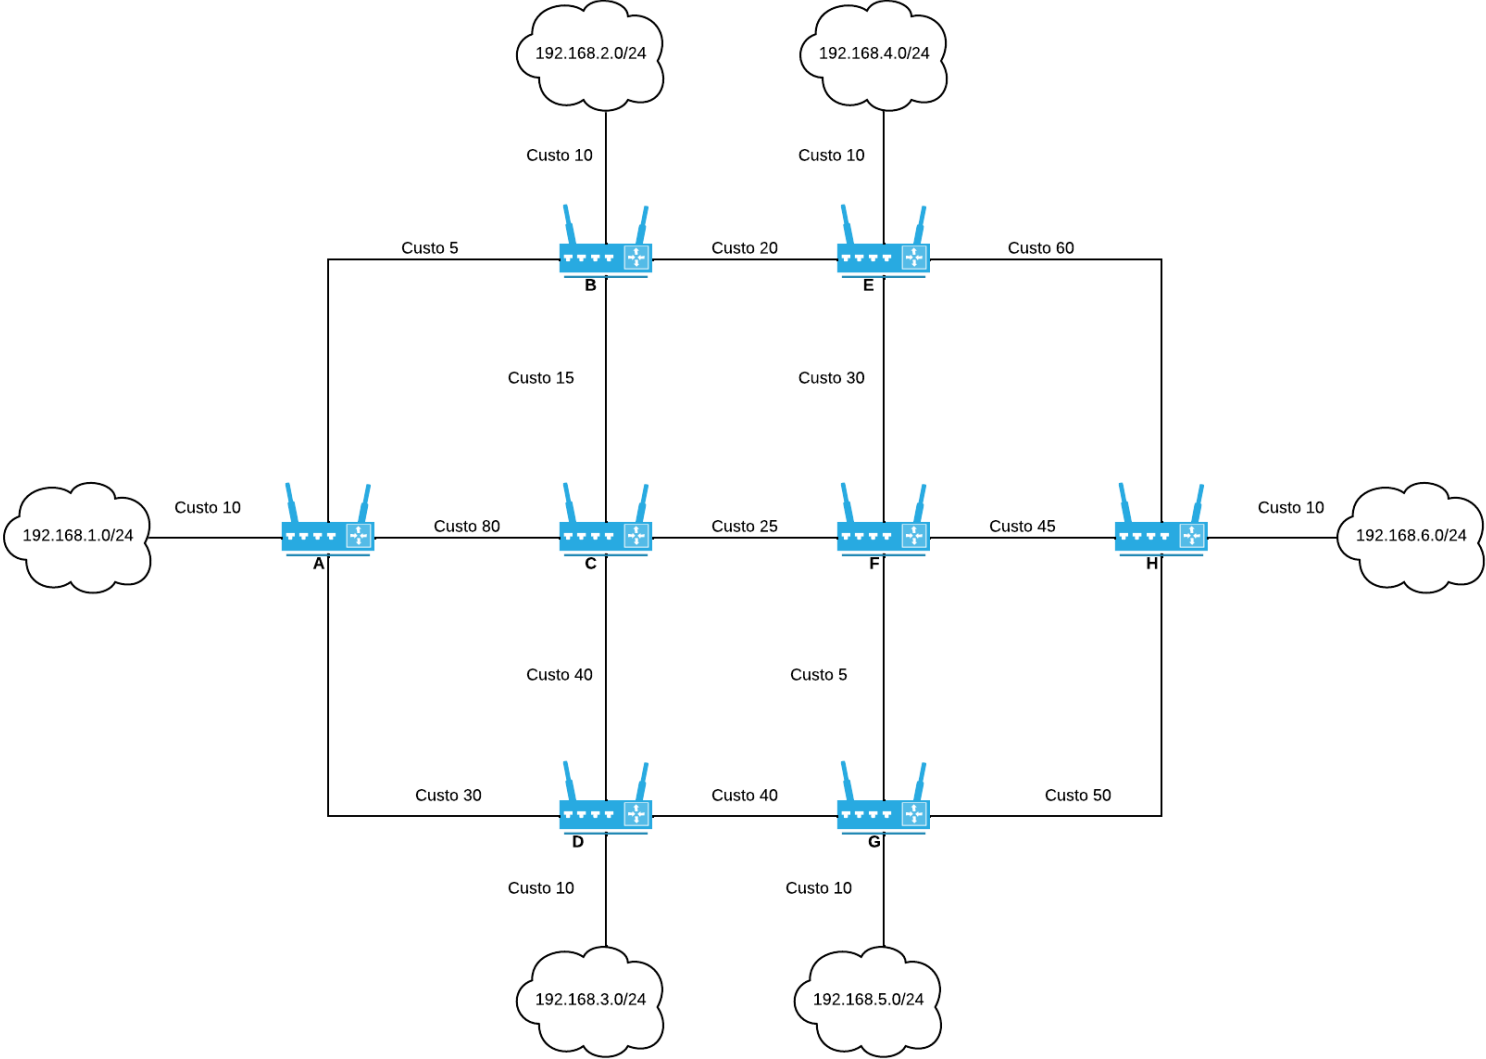 192.168.2.0/24
192.168.4.0/24
Custo 10
Custo 10
Custo 5
Custo 20
Custo 60
B
E
Custo 15
Custo 30
192.168.1.0/24
Custo 10
Custo 80
Custo 25
Custo 45
Custo 10
192.168.6.0/24
A
C
F
H
Custo 40
Custo 5
Custo 30
Custo 40
Custo 50
D
G
Custo 10
Custo 10
192.168.3.0/24
192.168.5.0/24